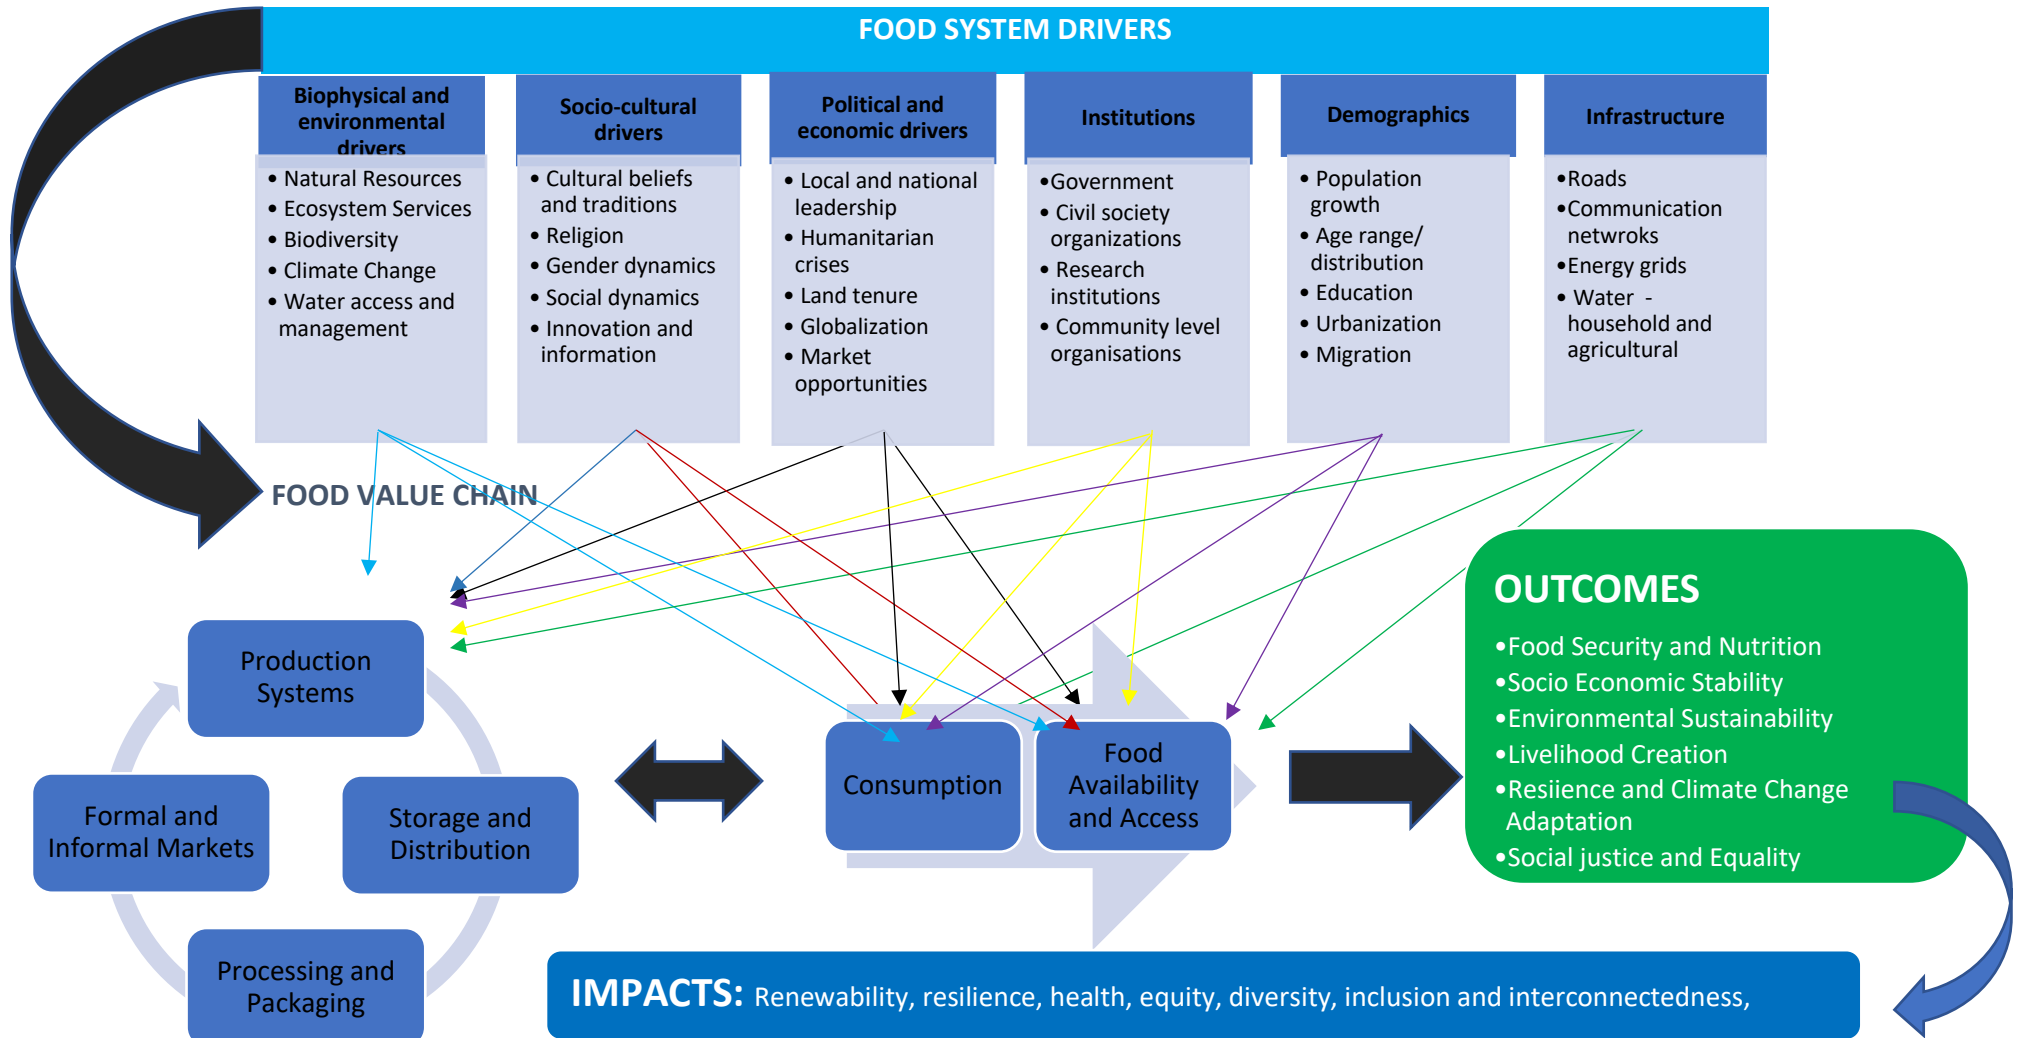 FOOD SYSTEM DRIVERS
Biophysical and
environmental
drivers
• Natural Resources
• Ecosystem Services
• Biodiversity
• Climate Change
• Water access and
management
Socio-cultural
drivers
• Cultural beliefs
and traditions
• Religion
• Gender dynamics
• Social dynamics
• Innovation and
information
Political and
economic drivers
• Local and national
leadership
• Humanitarian
crises
• Land tenure
• Globalization
• Market
opportunities
Institutions
•Government
• Civil society
organizations
• Research
institutions
• Community level
organisations
Demographics
• Population
growth
• Age range/
distribution
• Education
• Urbanization
• Migration
Infrastructure
•Roads
•Communication
netwroks
•Energy grids
• Water -
household and
agricultural
FOOD VALUE CHAIN
Production
Systems
Storage and
Distribution
Processing and
Packaging
Formal and
Informal Markets
Consumption
Food
Availability
and Access
OUTCOMES
•Food Security and Nutrition
•Socio Economic Stability
•Environmental Sustainability
•Livelihood Creation
•Resiience and Climate Change
Adaptation
•Social justice and Equality
IMPACTS: Renewability, resilience, health, equity, diversity, inclusion and interconnectedness,